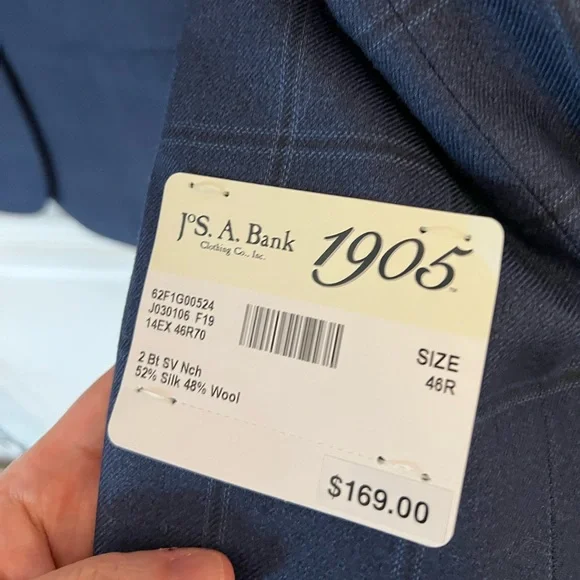 JoS. A. Bank
Clothing Co., Inc.
1905
TM
62F1G00524
J030106 F19
14EX 46R70
SIZE
46R
2 Bt SV Nch
52% Silk 48% Wool
$169.00